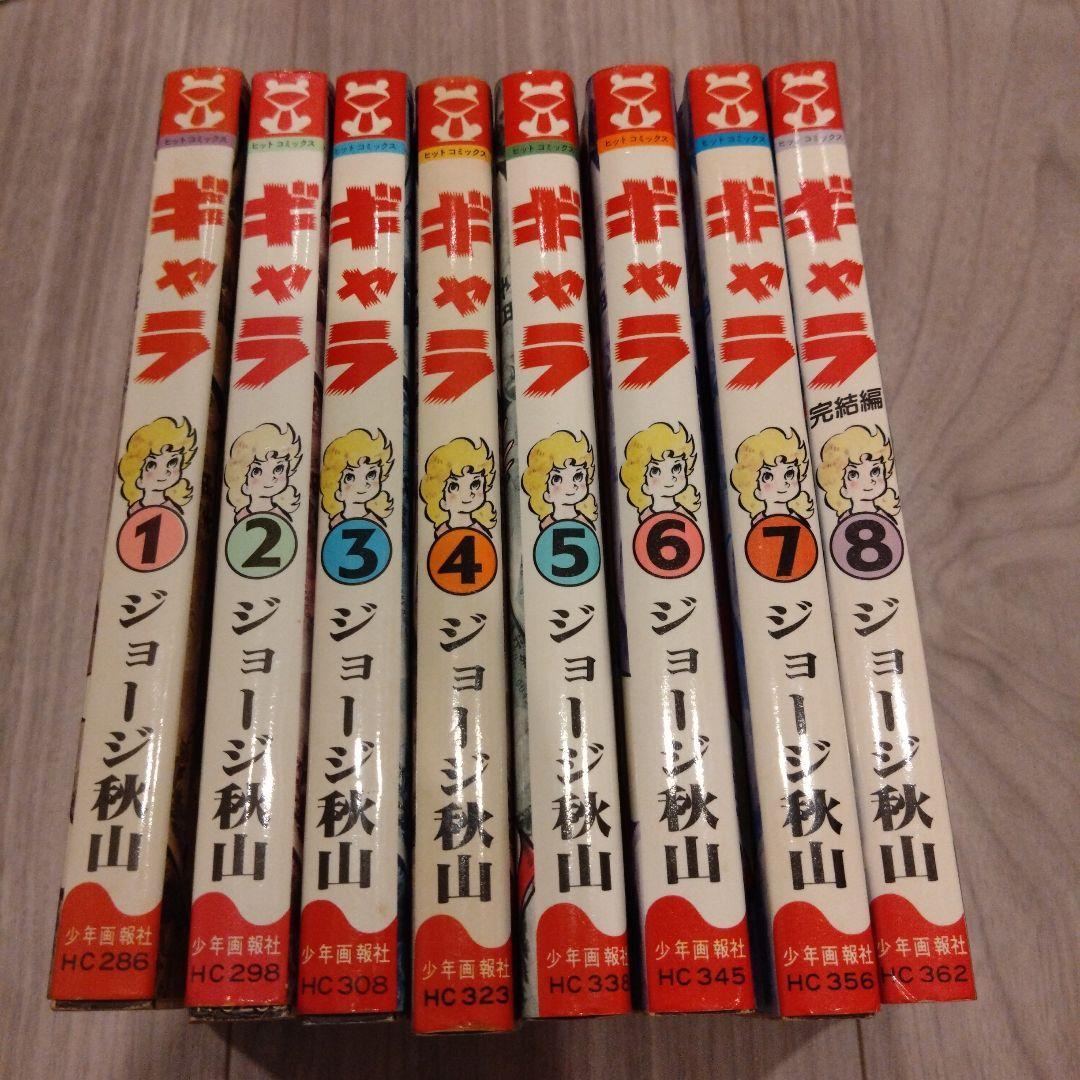 ヒットコミックス
ギャラ
1
ジョージ秋山
少年画報社
HC286
ヒットコミックス
ギャラ
2
ジョージ秋山
少年画報社
HC298
ヒットコミックス
ギャラ
3
ジョージ秋山
少年画報社
HC308
ヒットコミックス
ギャラ
4
ジョージ秋山
少年画報社
HC323
ヒットコミックス
ギャラ
5
ジョージ秋山
少年画報社
HC338
ヒットコミックス
ギャラ
6
ジョージ秋山
少年画報社
HC345
ヒットコミックス
ギャラ
7
ジョージ秋山
少年画報社
HC356
ヒットコミックス
ギャラ
完結編
8
ジョージ秋山
少年画報社
HC362